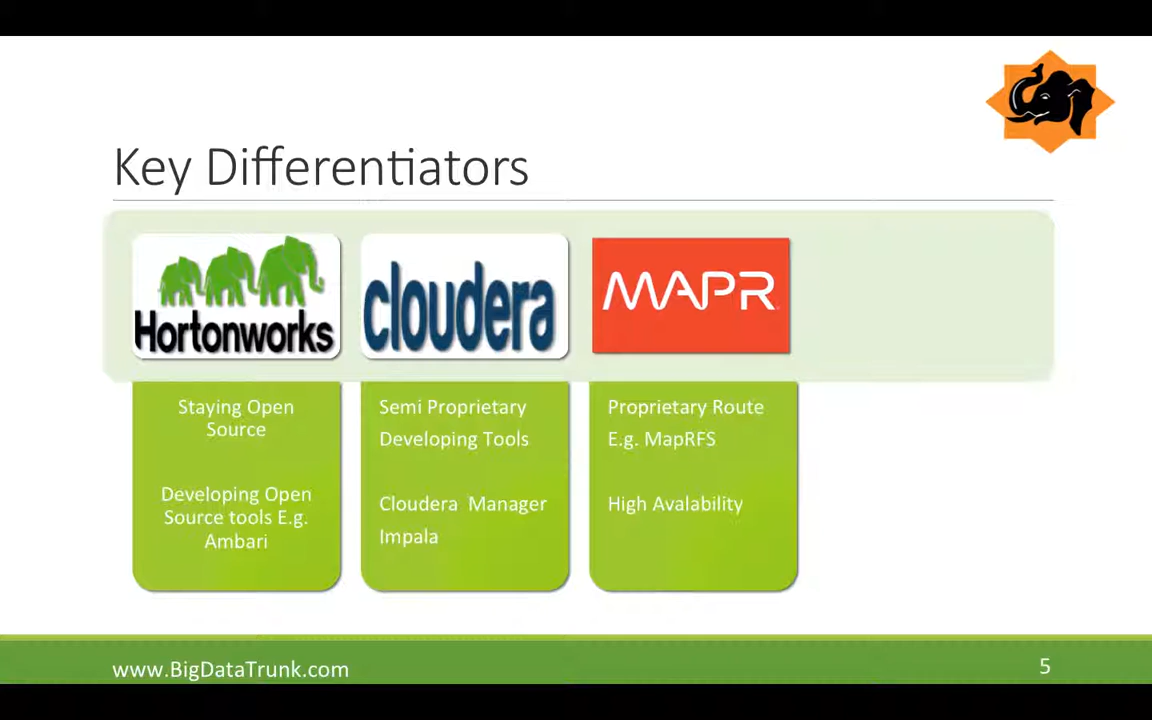 Key Differentiators
Hortonworks
cloudera
MAPR
Staying Open
Source
Developing Open
Source tools E.g.
Ambari
Semi Proprietary
Developing Tools
Cloudera Manager
Impala
Proprietary Route
E.g. MapRFS
High Avalability
www.BigDataTrunk.com
5